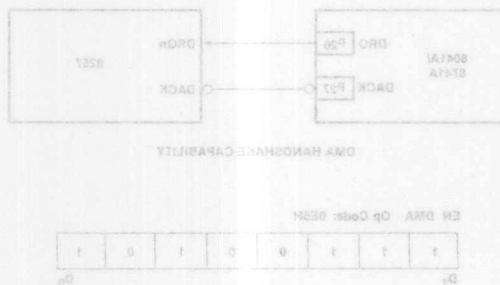 8041A/
8741A
DRQ P26 DRQn
8257
DACK P27 DACK
DMA HANDSHAKE CAPABILITY
EN DMA Op Code: 0E5H
1 1 1 0 0 1 0 1
D7 D0